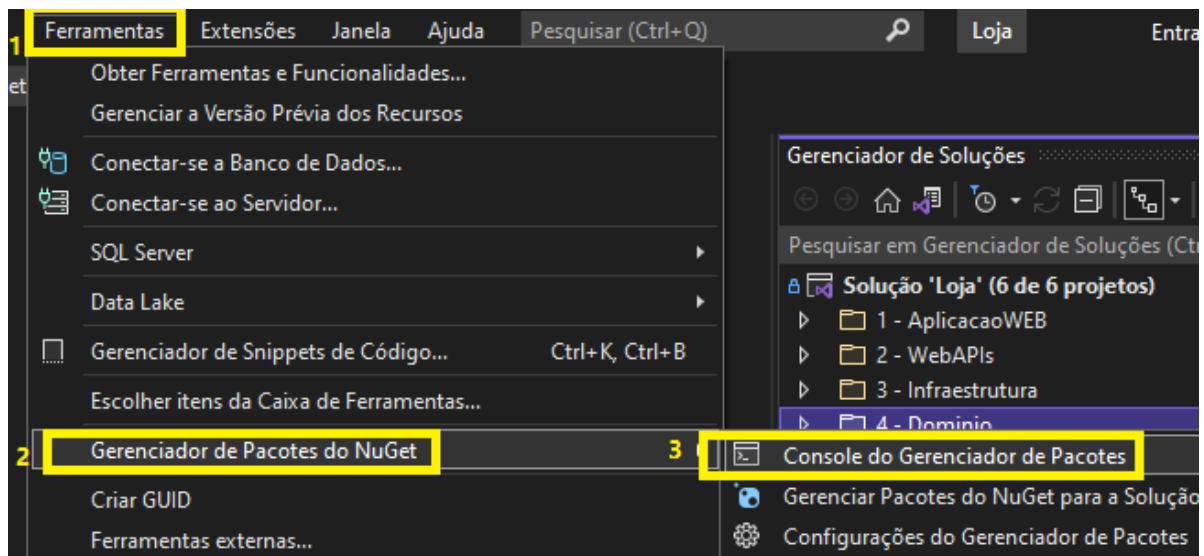 1 Ferramentas Extensões Janela Ajuda Pesquisar (Ctrl+Q) Loja Entra
et
Obter Ferramentas e Funcionalidades...
Gerenciar a Versão Prévia dos Recursos
Conectar-se a Banco de Dados...
Conectar-se ao Servidor...
SQL Server
Data Lake
Gerenciador de Snippets de Código... Ctrl+K, Ctrl+B
Escolher itens da Caixa de Ferramentas...
2 Gerenciador de Pacotes do NuGet 3
Criar GUID
Ferramentas externas...
Gerenciador de Soluções
Pesquisar em Gerenciador de Soluções (Ct
Solução 'Loja' (6 de 6 projetos)
1 - AplicacaoWEB
2 - WebAPIs
3 - Infraestrutura
4 - Dominio
Console do Gerenciador de Pacotes
Gerenciar Pacotes do NuGet para a Solução
Configurações do Gerenciador de Pacotes